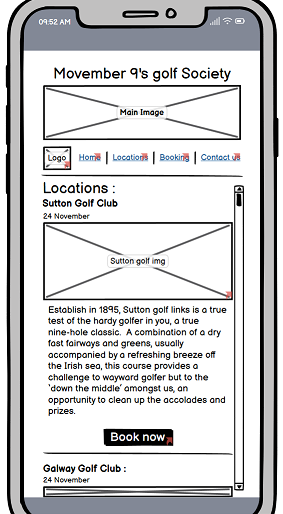 09:52 AM
Movember 9's golf Society
Main Image
Logo
Home | Locations | Booking | Contact us
Locations :
Sutton Golf Club
24 November
Sutton golf img
Establish in 1895, Sutton golf links is a true
test of the hardy golfer in you, a true
nine-hole classic. A combination of a dry
fast fairways and greens, usually
accompanied by a refreshing breeze off
the Irish sea, this course provides a
challenge to wayward golfer but to the
'down the middle' amongst us, an
opportunity to clean up the accolades and
prizes.
Book now
Galway Golf Club :
24 November